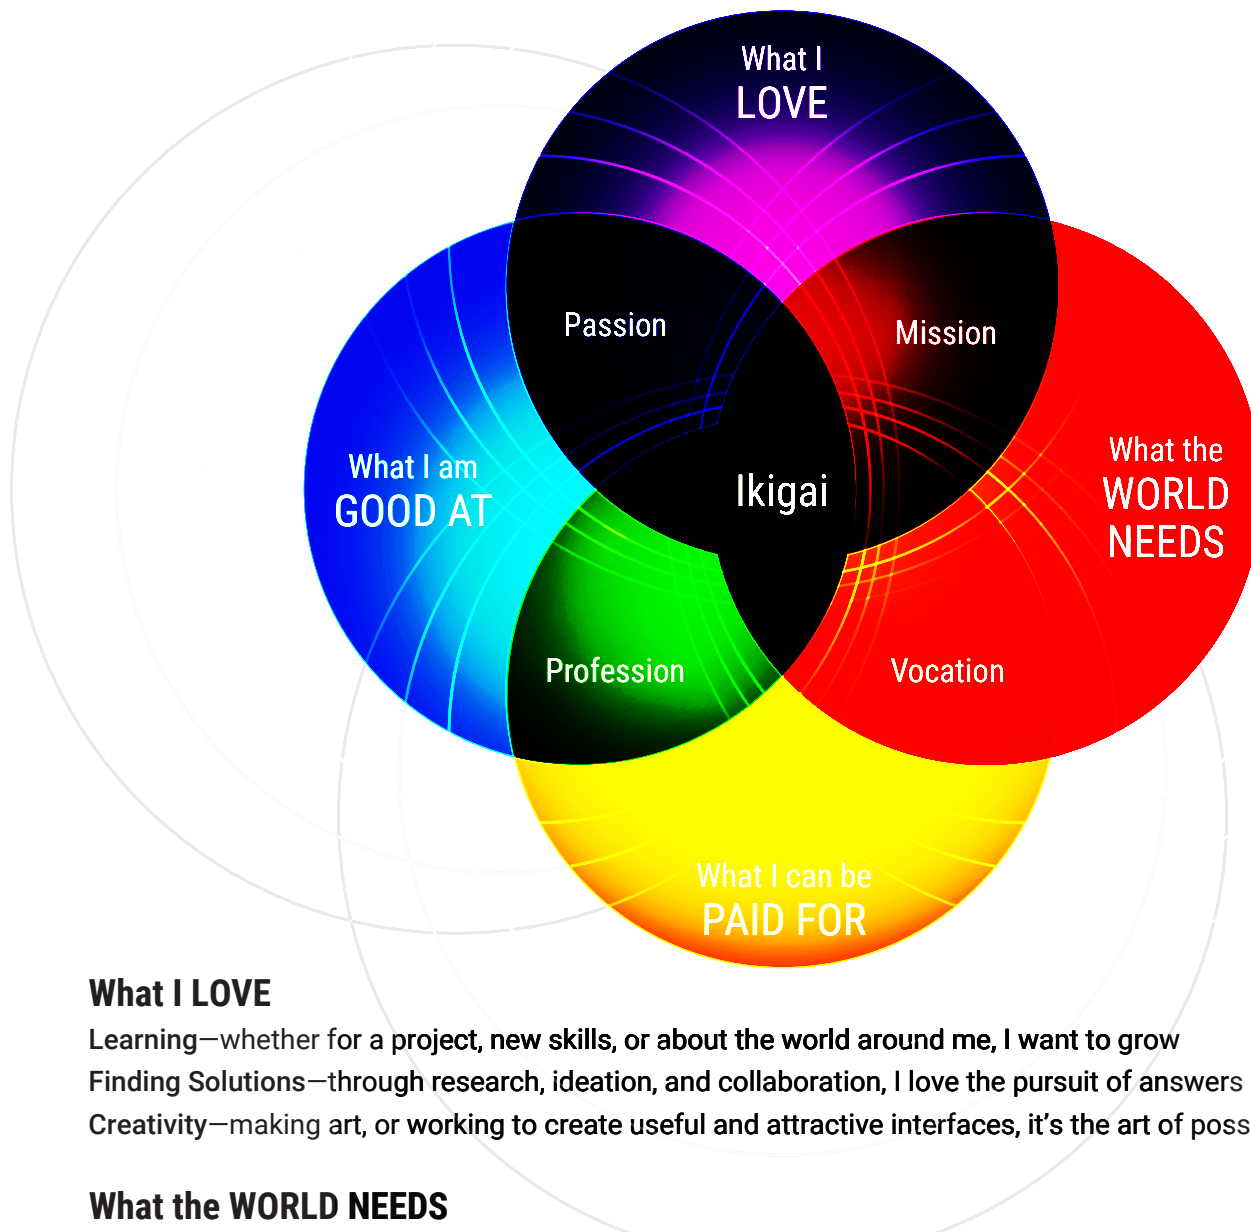 What I
LOVE
Passion
Mission
What I am
GOOD AT
Ikigai
What the
WORLD
NEEDS
Profession
Vocation
What I can be
PAID FOR
What I LOVE
Learning—whether for a project, new skills, or about the world around me, I want to grow
Finding Solutions—through research, ideation, and collaboration, I love the pursuit of answers
Creativity—making art, or working to create useful and attractive interfaces, it’s the art of poss
What the WORLD NEEDS